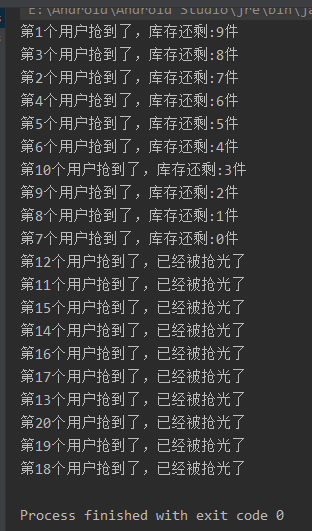 E:\Android\Android Studio\jre\bin\ja
第1个用户抢到了，库存还剩:9件
第3个用户抢到了，库存还剩:8件
第2个用户抢到了，库存还剩:7件
第4个用户抢到了，库存还剩:6件
第5个用户抢到了，库存还剩:5件
第6个用户抢到了，库存还剩:4件
第10个用户抢到了，库存还剩:3件
第9个用户抢到了，库存还剩:2件
第8个用户抢到了，库存还剩:1件
第7个用户抢到了，库存还剩:0件
第12个用户抢到了，已经被抢光了
第11个用户抢到了，已经被抢光了
第15个用户抢到了，已经被抢光了
第14个用户抢到了，已经被抢光了
第16个用户抢到了，已经被抢光了
第17个用户抢到了，已经被抢光了
第13个用户抢到了，已经被抢光了
第20个用户抢到了，已经被抢光了
第19个用户抢到了，已经被抢光了
第18个用户抢到了，已经被抢光了
Process finished with exit code 0